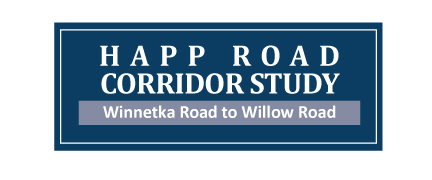 HAPP ROAD
CORRIDOR STUDY
Winnetka Road to Willow Road